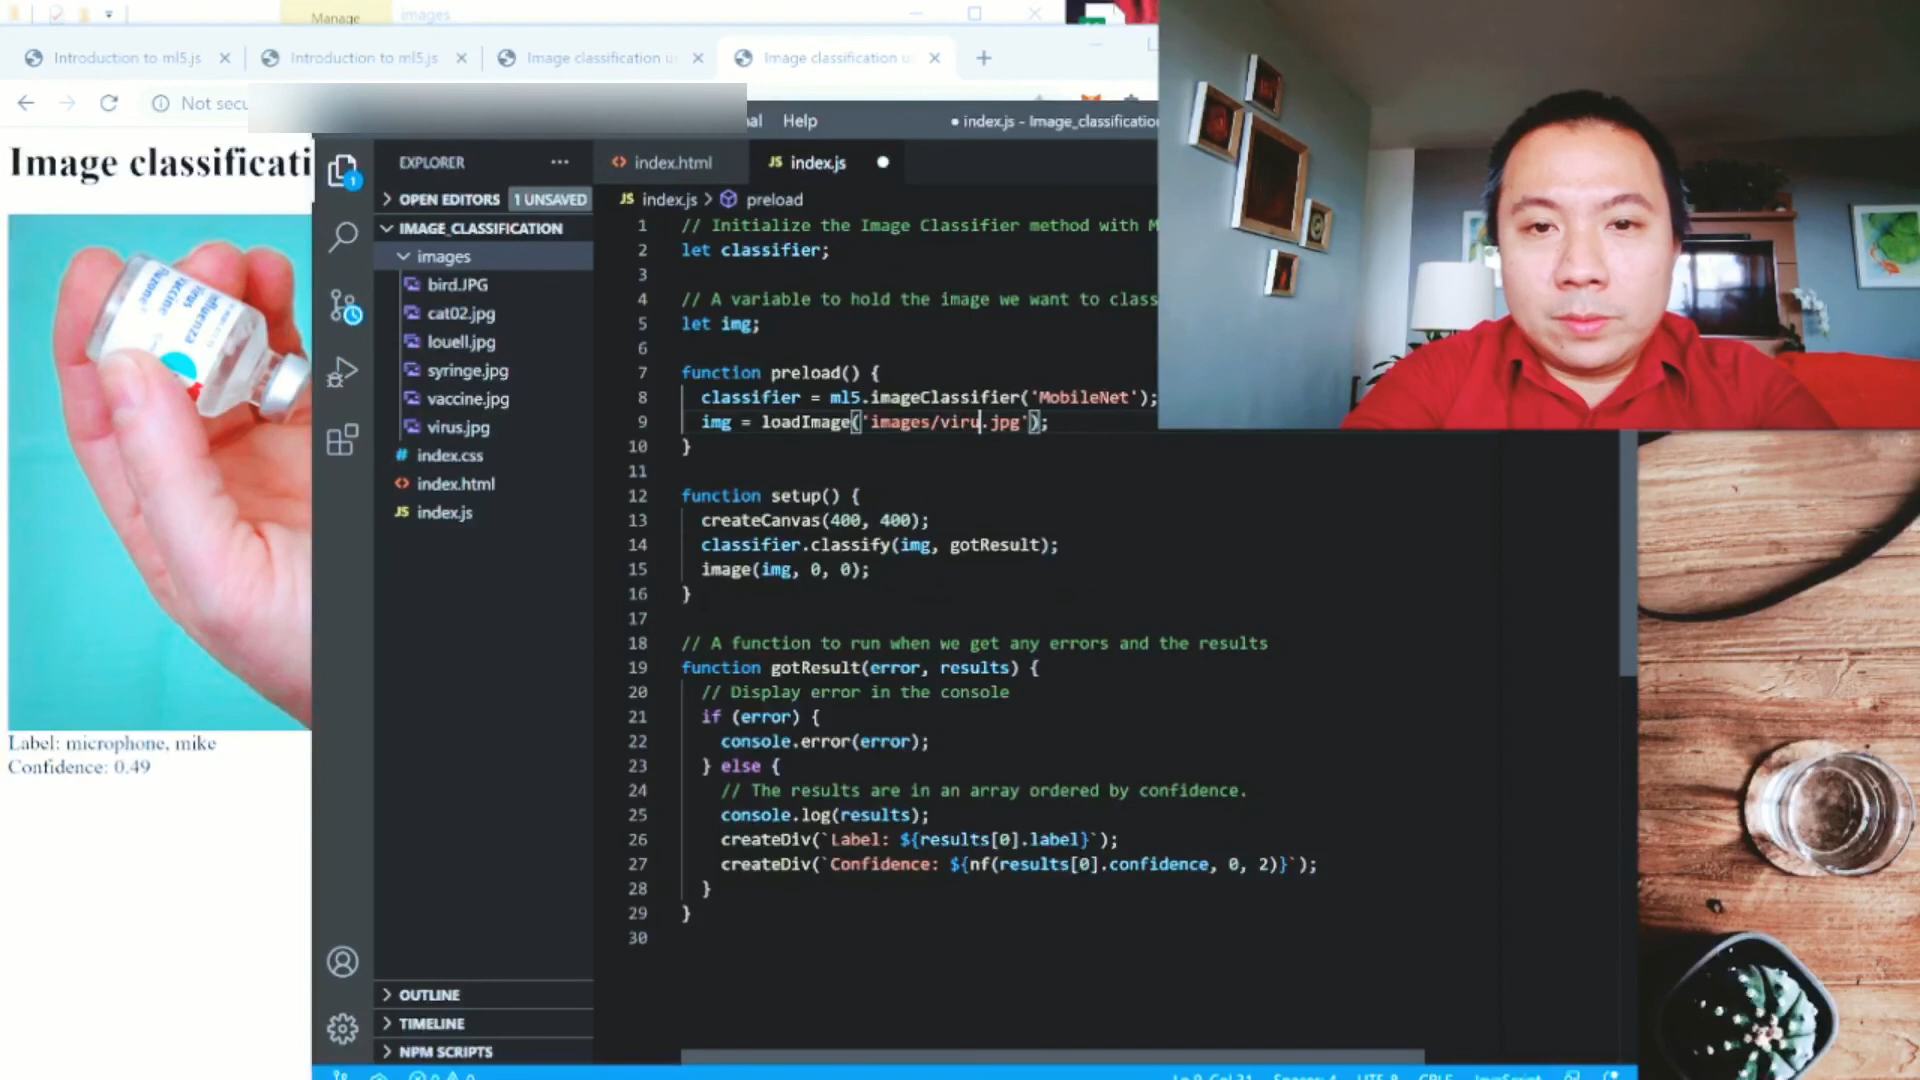 Manage
images
Introduction to ml5.js
Introduction to ml5.js
Image classification u
Image classification u
Not secu
Help
index.js - Image_classificatio
Image classificati
EXPLORER
index.html
JS index.js
OPEN EDITORS 1 UNSAVED
JS index.js > preload
IMAGE_CLASSIFICATION
images
bird.JPG
cat02.jpg
louell.jpg
syringe.jpg
vaccine.jpg
virus.jpg
# index.css
<> index.html
JS index.js
OUTLINE
TIMELINE
NPM SCRIPTS
1 // Initialize the Image Classifier method with M
2 let classifier;
3
4 // A variable to hold the image we want to class
5 let img;
6
7 function preload() {
8 classifier = ml5.imageClassifier('MobileNet');
9 img = loadImage('images/viru.jpg');
10 }
11
12 function setup() {
13 createCanvas(400, 400);
14 classifier.classify(img, gotResult);
15 image(img, 0, 0);
16 }
17
18 // A function to run when we get any errors and the results
19 function gotResult(error, results) {
20 // Display error in the console
21 if (error) {
22 console.error(error);
23 } else {
24 // The results are in an array ordered by confidence.
25 console.log(results);
26 createDiv(`Label: ${results[0].label}`);
27 createDiv(`Confidence: ${nf(results[0].confidence, 0, 2)}`);
28 }
29 }
30
Label: microphone, mike
Confidence: 0.49